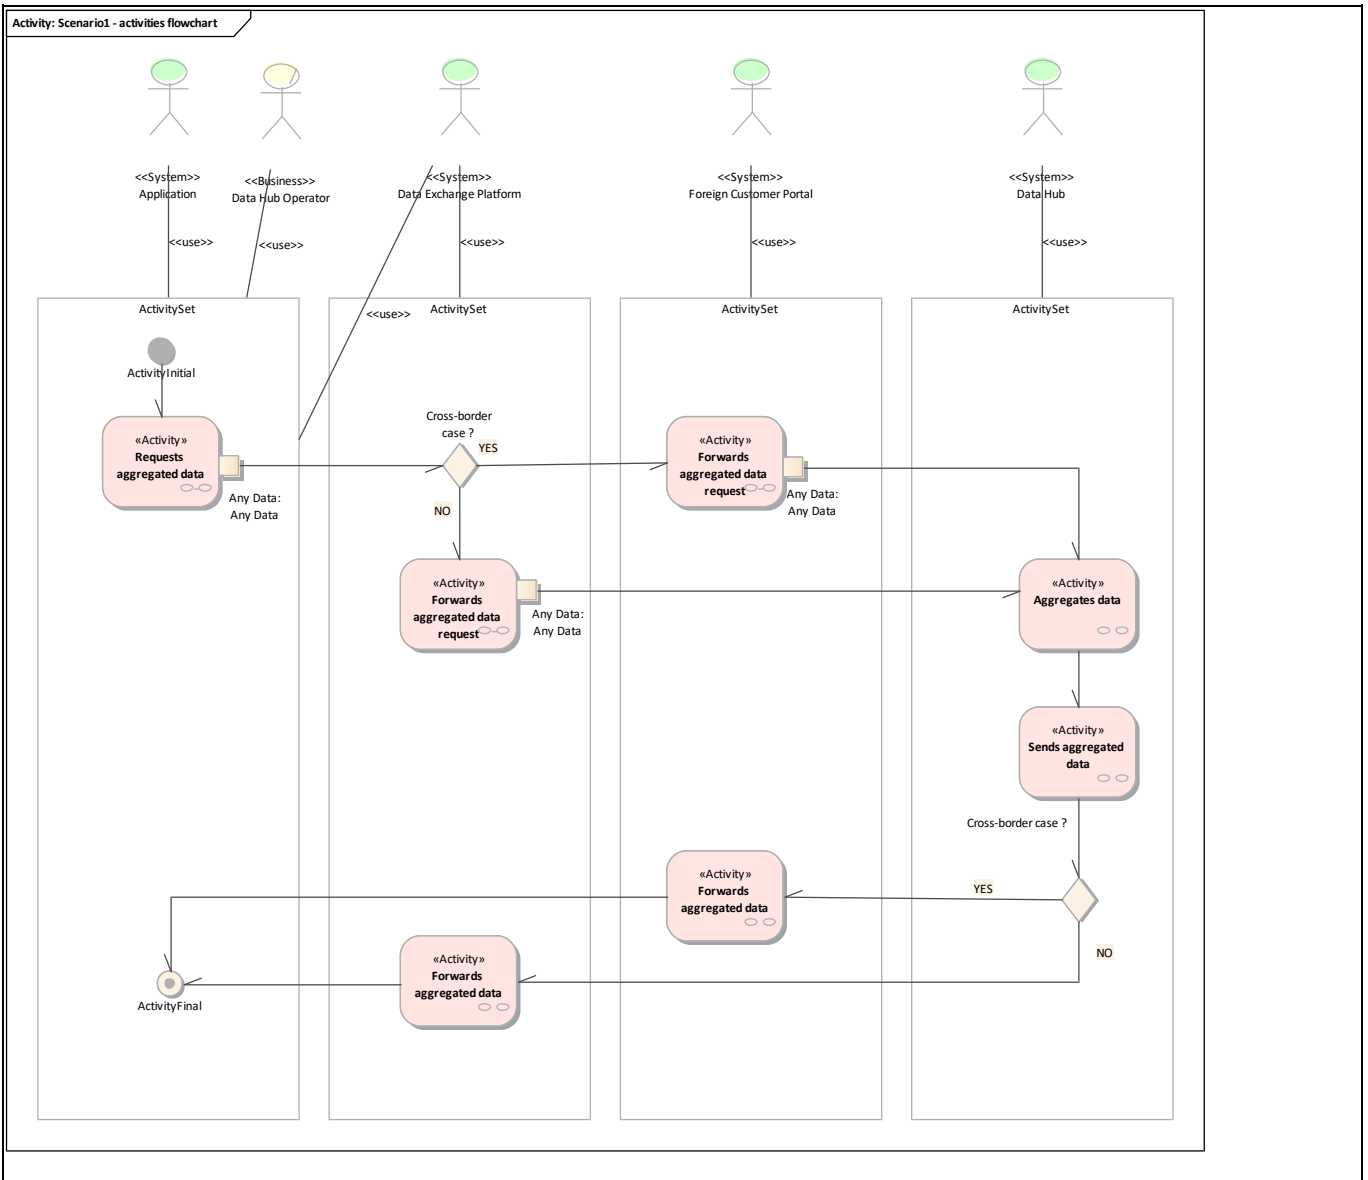 Activity: Scenario1 - activities flowchart
<<System>>
Application
<<Business>>
Data Hub Operator
<<System>>
Data Exchange Platform
<<System>>
Foreign Customer Portal
<<System>>
Data Hub
<<use>>
<<use>>
<<use>>
<<use>>
<<use>>
<<use>>
ActivitySet
ActivitySet
ActivitySet
ActivitySet
ActivityInitial
«Activity»
Requests
aggregated data
Any Data:
Any Data
Cross-border
case ?
YES
NO
«Activity»
Forwards
aggregated data
request
Any Data:
Any Data
«Activity»
Forwards
aggregated data
request
Any Data:
Any Data
«Activity»
Aggregates data
«Activity»
Sends aggregated
data
Cross-border case ?
YES
NO
«Activity»
Forwards
aggregated data
«Activity»
Forwards
aggregated data
ActivityFinal